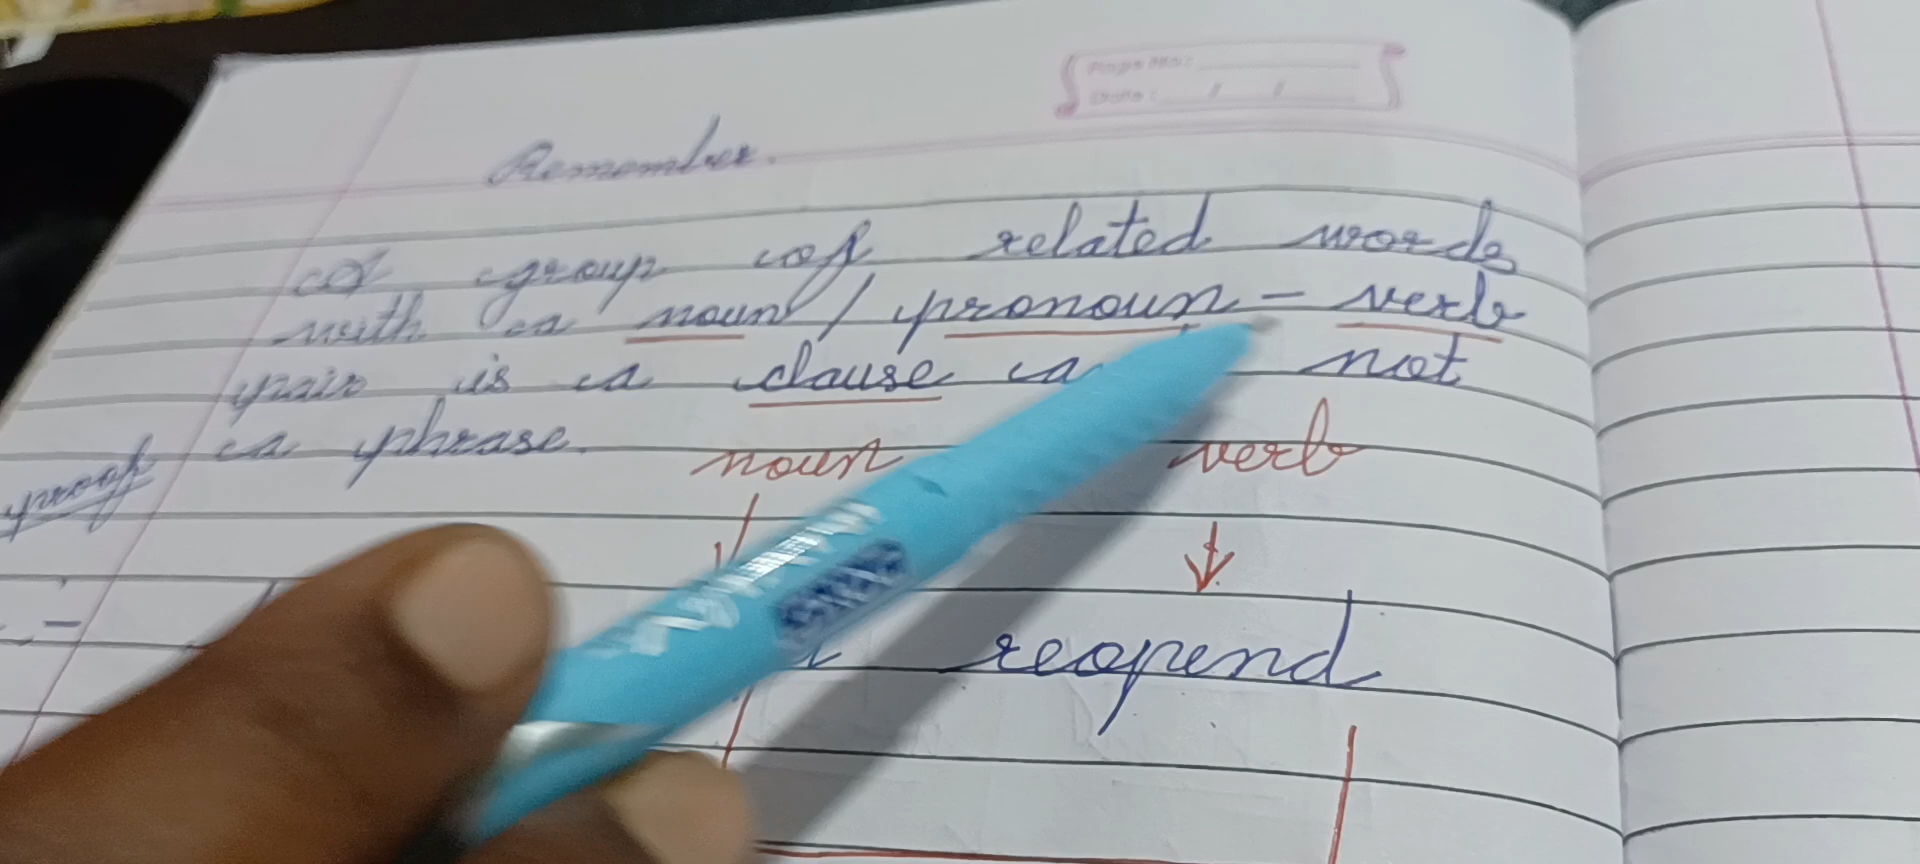 Page No:
Date: / /
Remember.
A group of related words
with a noun / pronoun - verb
pair is a clause not
a phrase.
proof
noun verb
reopend